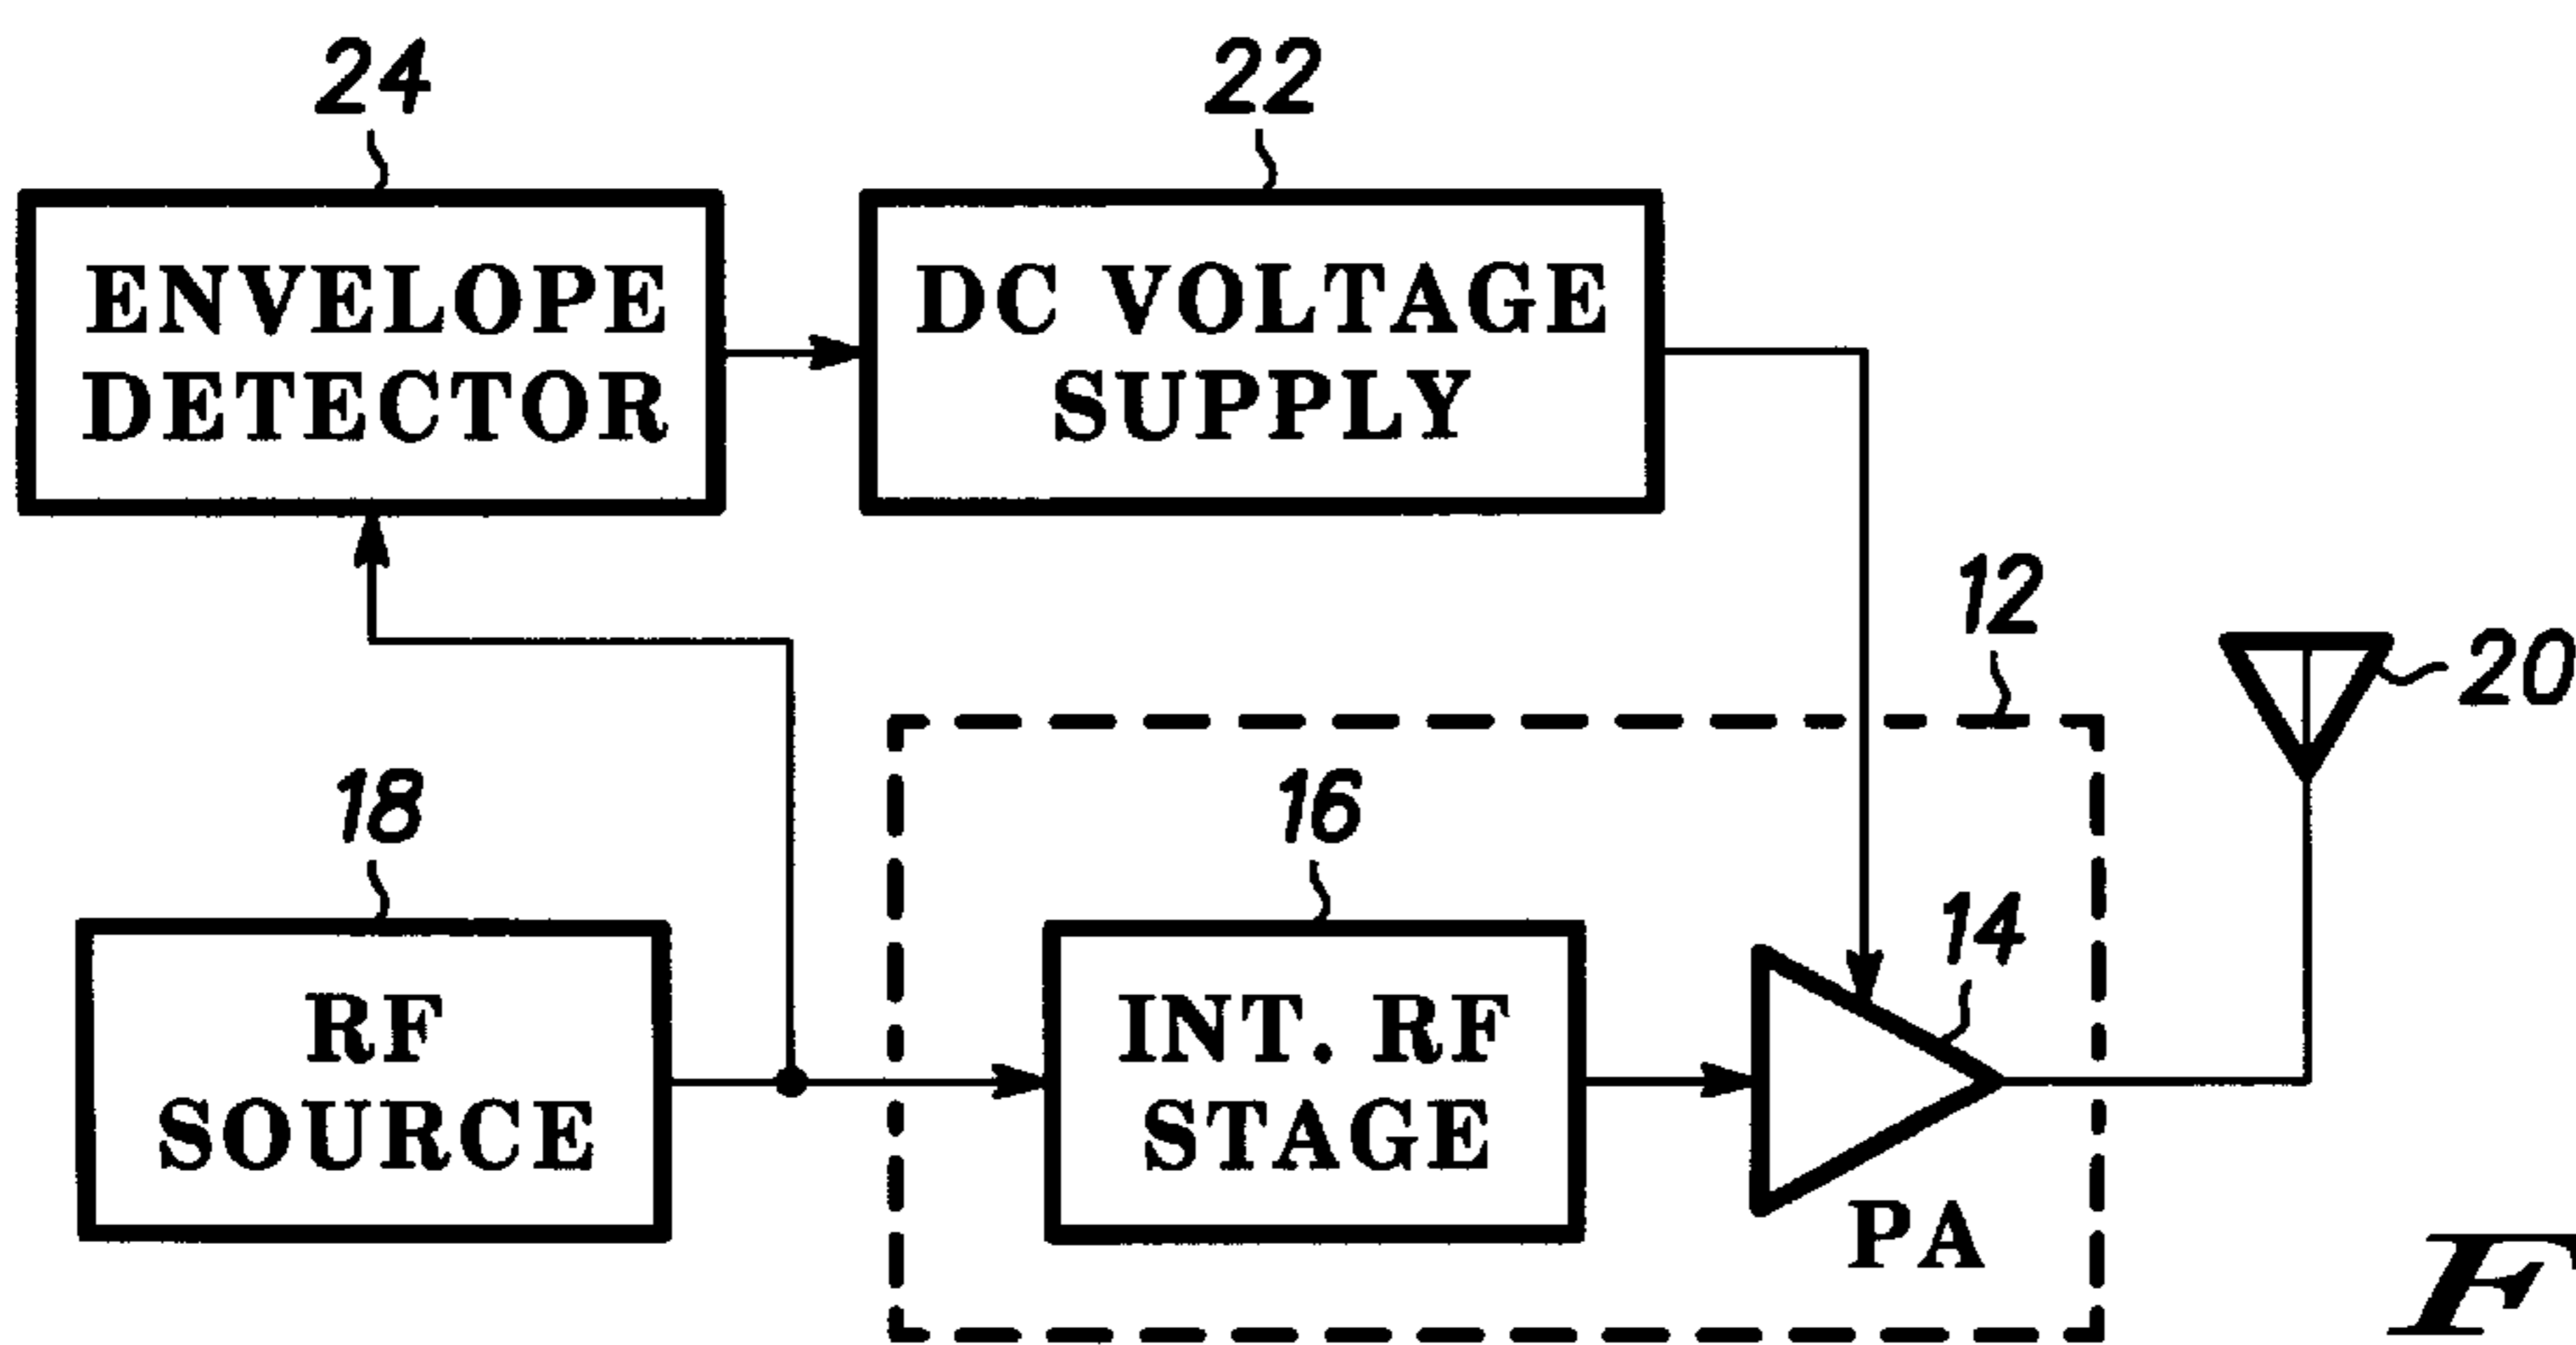 24
22
ENVELOPE
DETECTOR
DC VOLTAGE
SUPPLY
12
20
18
16
14
RF
SOURCE
INT. RF
STAGE
PA
F